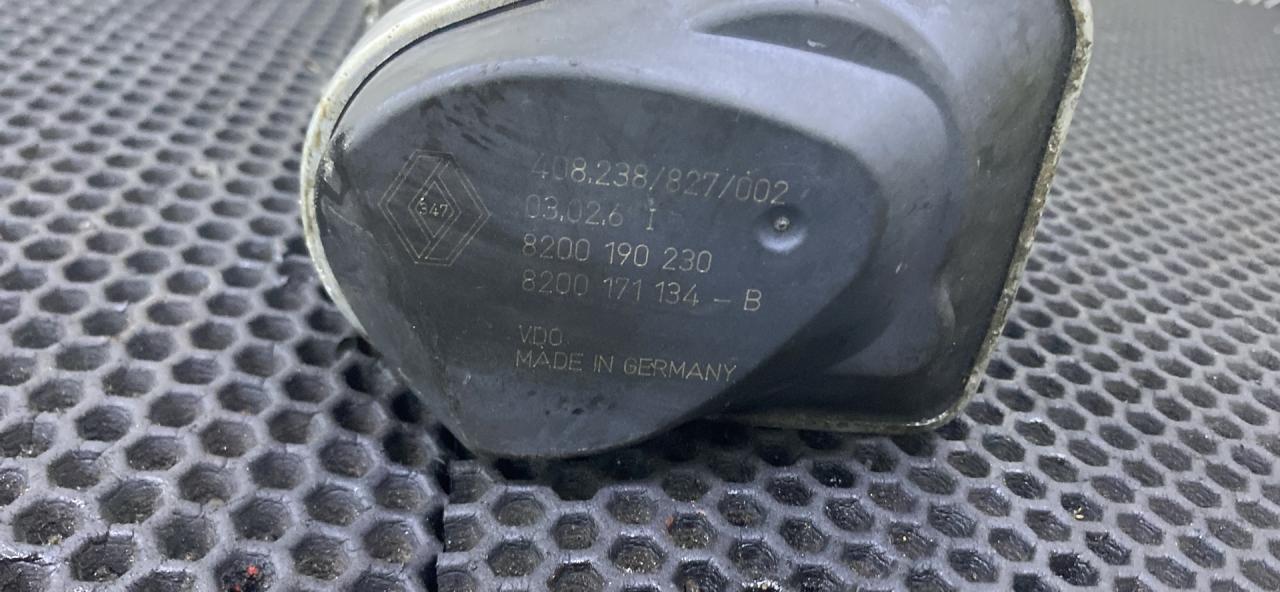 408.238/827/002
03.02.6 I
8200 190 230
8200 171 134 - B
VDO
MADE IN GERMANY